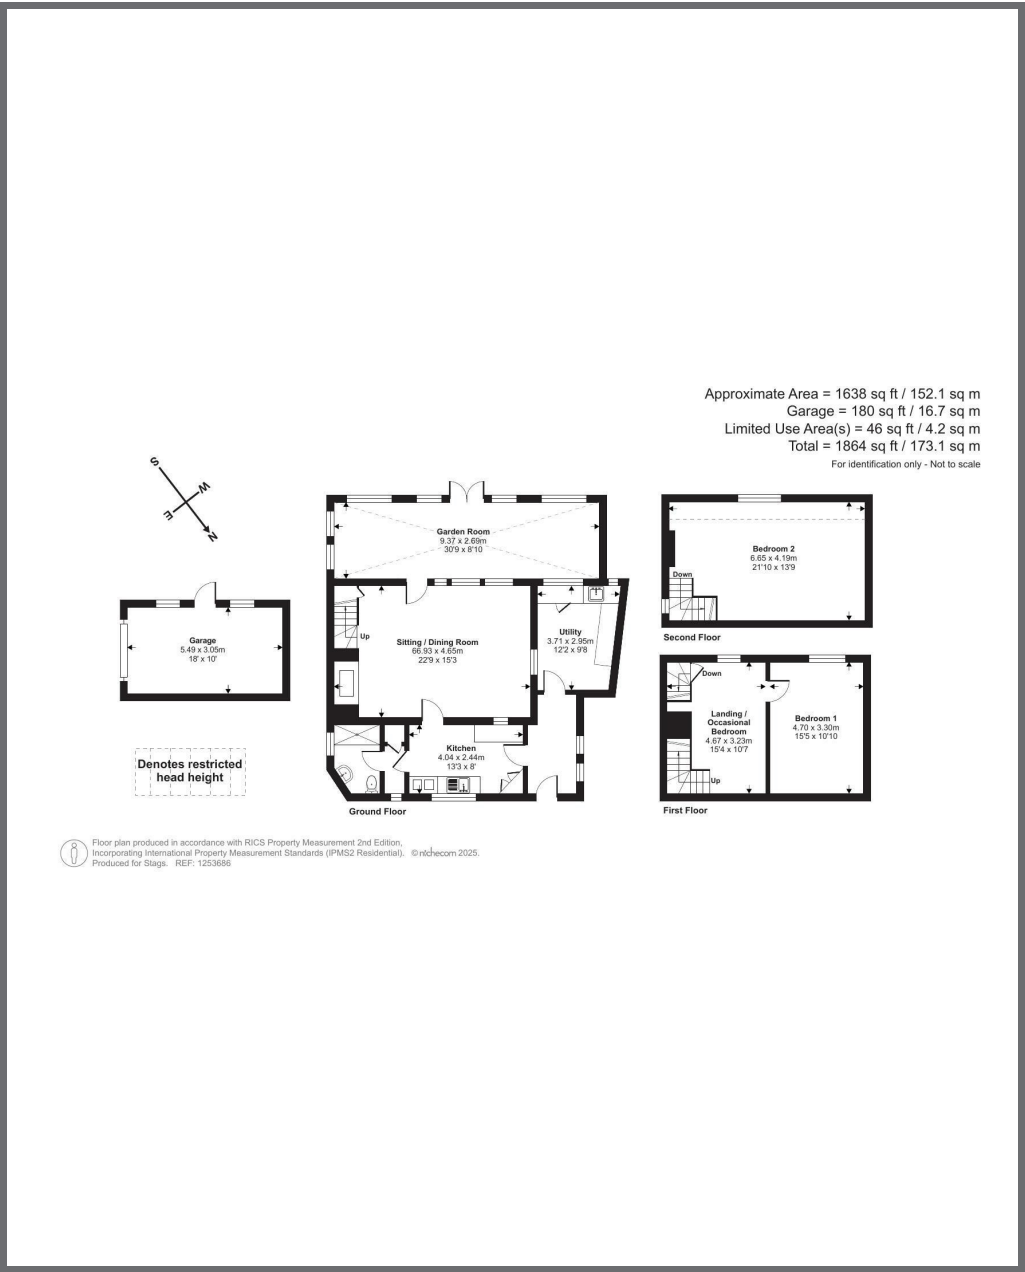 Approximate Area = 1638 sq ft / 152.1 sq m
Garage = 180 sq ft / 16.7 sq m
Limited Use Area(s) = 46 sq ft / 4.2 sq m
Total = 1864 sq ft / 173.1 sq m
For identification only - Not to scale
S
W
E
N
Garden Room
9.37 x 2.69m
30'9 x 8'10
Garage
5.49 x 3.05m
18' x 10'
Up
Sitting / Dining Room
66.93 x 4.65m
22'9 x 15'3
Utility
3.71 x 2.95m
12'2 x 9'8
Kitchen
4.04 x 2.44m
13'3 x 8'
Ground Floor
Bedroom 2
6.65 x 4.19m
21'10 x 13'9
Down
Second Floor
Down
Landing /
Occasional
Bedroom
4.67 x 3.23m
15'4 x 10'7
Up
Bedroom 1
4.70 x 3.30m
15'5 x 10'10
First Floor
Denotes restricted
head height
Floor plan produced in accordance with RICS Property Measurement 2nd Edition,
Incorporating International Property Measurement Standards (IPMS2 Residential). © ntchecom 2025.
Produced for Stags. REF: 1253686